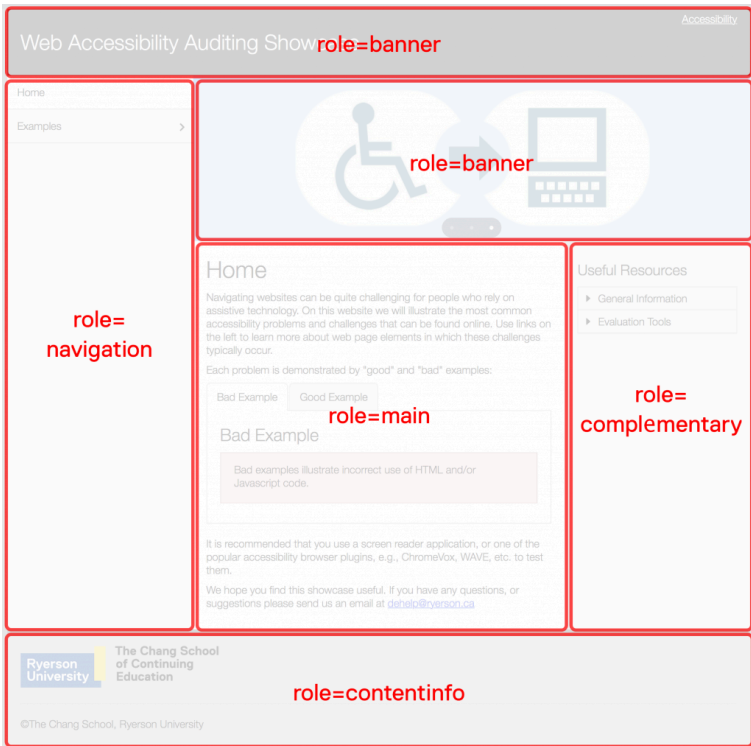 Accessibility
Web Accessibility Auditing Show
role=banner
Home
Examples
role=banner
role=
navigation
Home
Navigating websites can be quite challenging for people who rely on
assistive technology. On this website we will illustrate the most common
accessibility problems and challenges that can be found online. Use links on
the left to learn more about web page elements in which these challenges
typically occur.
Each problem is demonstrated by "good" and "bad" examples:
Bad Example
Good Example
role=main
Bad Example
Bad examples illustrate incorrect use of HTML and/or
Javascript code.
It is recommended that you use a screen reader application, or one of the
popular accessibility browser plugins, e.g., ChromeVox, WAVE, etc. to test
them.
We hope you find this showcase useful. If you have any questions, or
suggestions please send us an email at dehelp@ryerson.ca
Useful Resources
General Information
Evaluation Tools
role=
complementary
Ryerson
University
The Chang School
of Continuing
Education
role=contentinfo
©The Chang School, Ryerson University